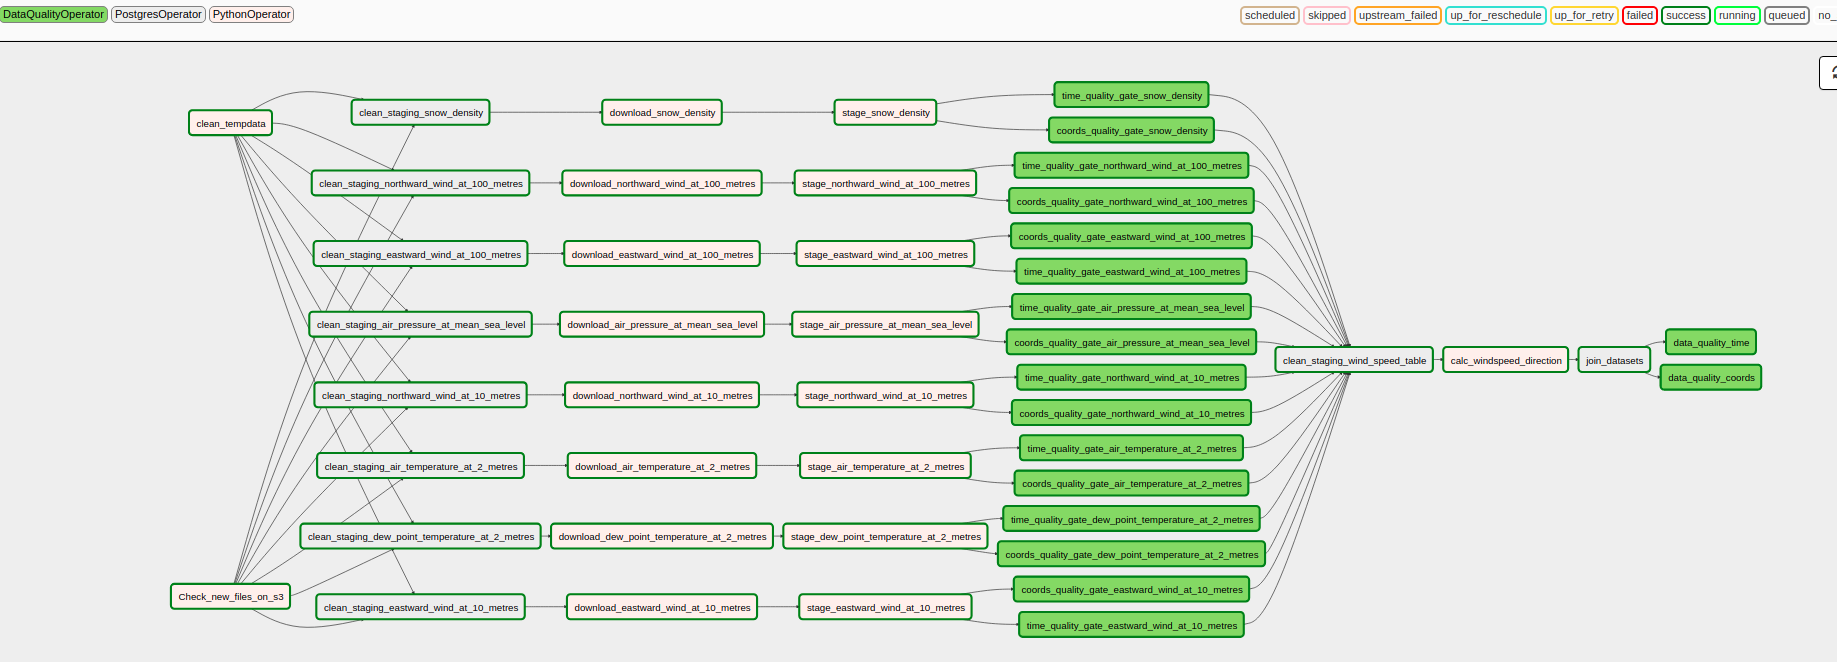 DataQualityOperator PostgresOperator PythonOperator scheduled skipped upstream_failed up_for_reschedule up_for_retry failed success running queued no_
clean_tempdata
Check_new_files_on_s3
clean_staging_snow_density
download_snow_density
stage_snow_density
time_quality_gate_snow_density
coords_quality_gate_snow_density
clean_staging_northward_wind_at_100_metres
download_northward_wind_at_100_metres
stage_northward_wind_at_100_metres
time_quality_gate_northward_wind_at_100_metres
coords_quality_gate_northward_wind_at_100_metres
clean_staging_eastward_wind_at_100_metres
download_eastward_wind_at_100_metres
stage_eastward_wind_at_100_metres
coords_quality_gate_eastward_wind_at_100_metres
time_quality_gate_eastward_wind_at_100_metres
clean_staging_air_pressure_at_mean_sea_level
download_air_pressure_at_mean_sea_level
stage_air_pressure_at_mean_sea_level
time_quality_gate_air_pressure_at_mean_sea_level
coords_quality_gate_air_pressure_at_mean_sea_level
clean_staging_northward_wind_at_10_metres
download_northward_wind_at_10_metres
stage_northward_wind_at_10_metres
time_quality_gate_northward_wind_at_10_metres
coords_quality_gate_northward_wind_at_10_metres
clean_staging_air_temperature_at_2_metres
download_air_temperature_at_2_metres
stage_air_temperature_at_2_metres
time_quality_gate_air_temperature_at_2_metres
coords_quality_gate_air_temperature_at_2_metres
clean_staging_dew_point_temperature_at_2_metres
download_dew_point_temperature_at_2_metres
stage_dew_point_temperature_at_2_metres
time_quality_gate_dew_point_temperature_at_2_metres
coords_quality_gate_dew_point_temperature_at_2_metres
clean_staging_eastward_wind_at_10_metres
download_eastward_wind_at_10_metres
stage_eastward_wind_at_10_metres
coords_quality_gate_eastward_wind_at_10_metres
time_quality_gate_eastward_wind_at_10_metres
clean_staging_wind_speed_table
calc_windspeed_direction
join_datasets
data_quality_time
data_quality_coords